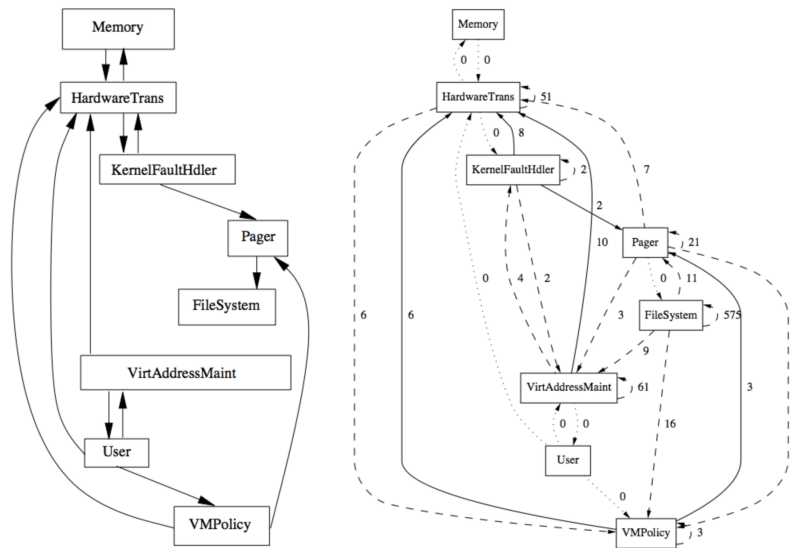 Memory
HardwareTrans
KernelFaultHdler
Pager
FileSystem
VirtAddressMaint
User
VMPolicy
Memory
0 0
HardwareTrans
51
0 8
KernelFaultHdler
2
7
2
Pager
21
10
0 4 2
0 11
6 6
3
FileSystem
575
9
VirtAddressMaint
61
3
0 0
16
User
0
VMPolicy
3